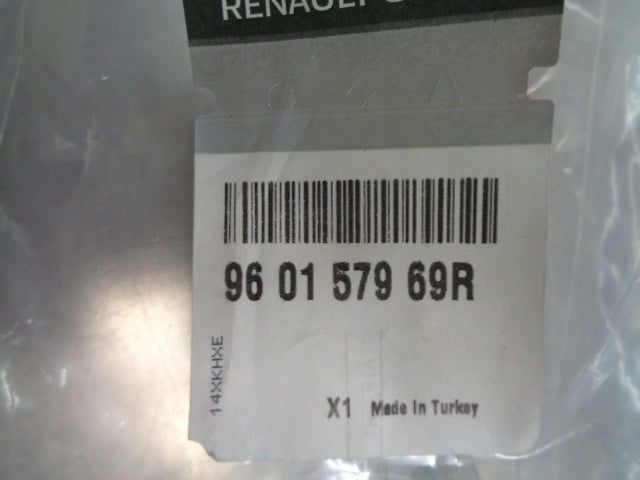 RENAULT
96 01 579 69R
14XKHXE
X1 Made In Turkey